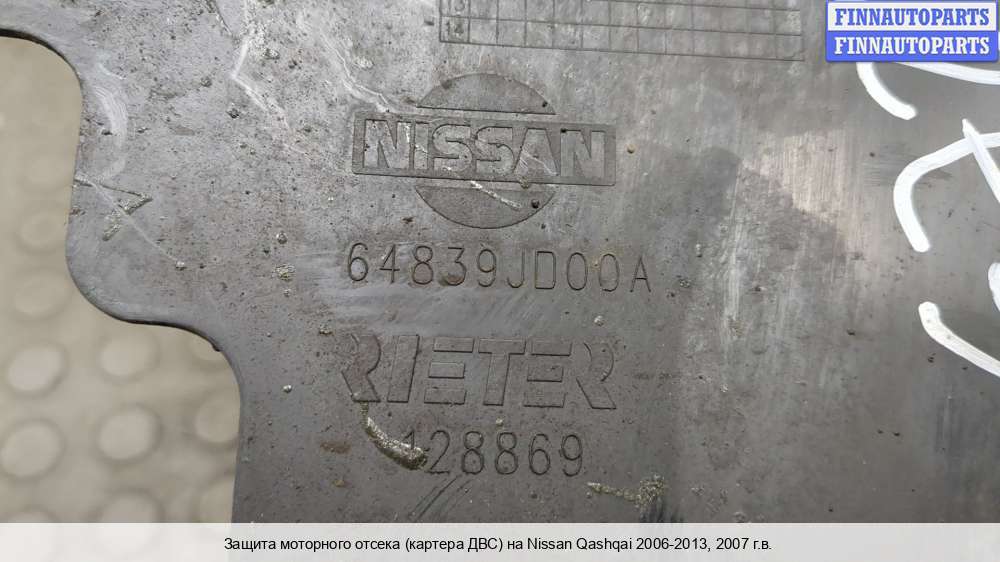 FINNAUTOPARTS
FINNAUTOPARTS
NISSAN
64839JD00A
RIETER
128869
Защита моторного отсека (картера ДВС) на Nissan Qashqai 2006-2013, 2007 г.в.